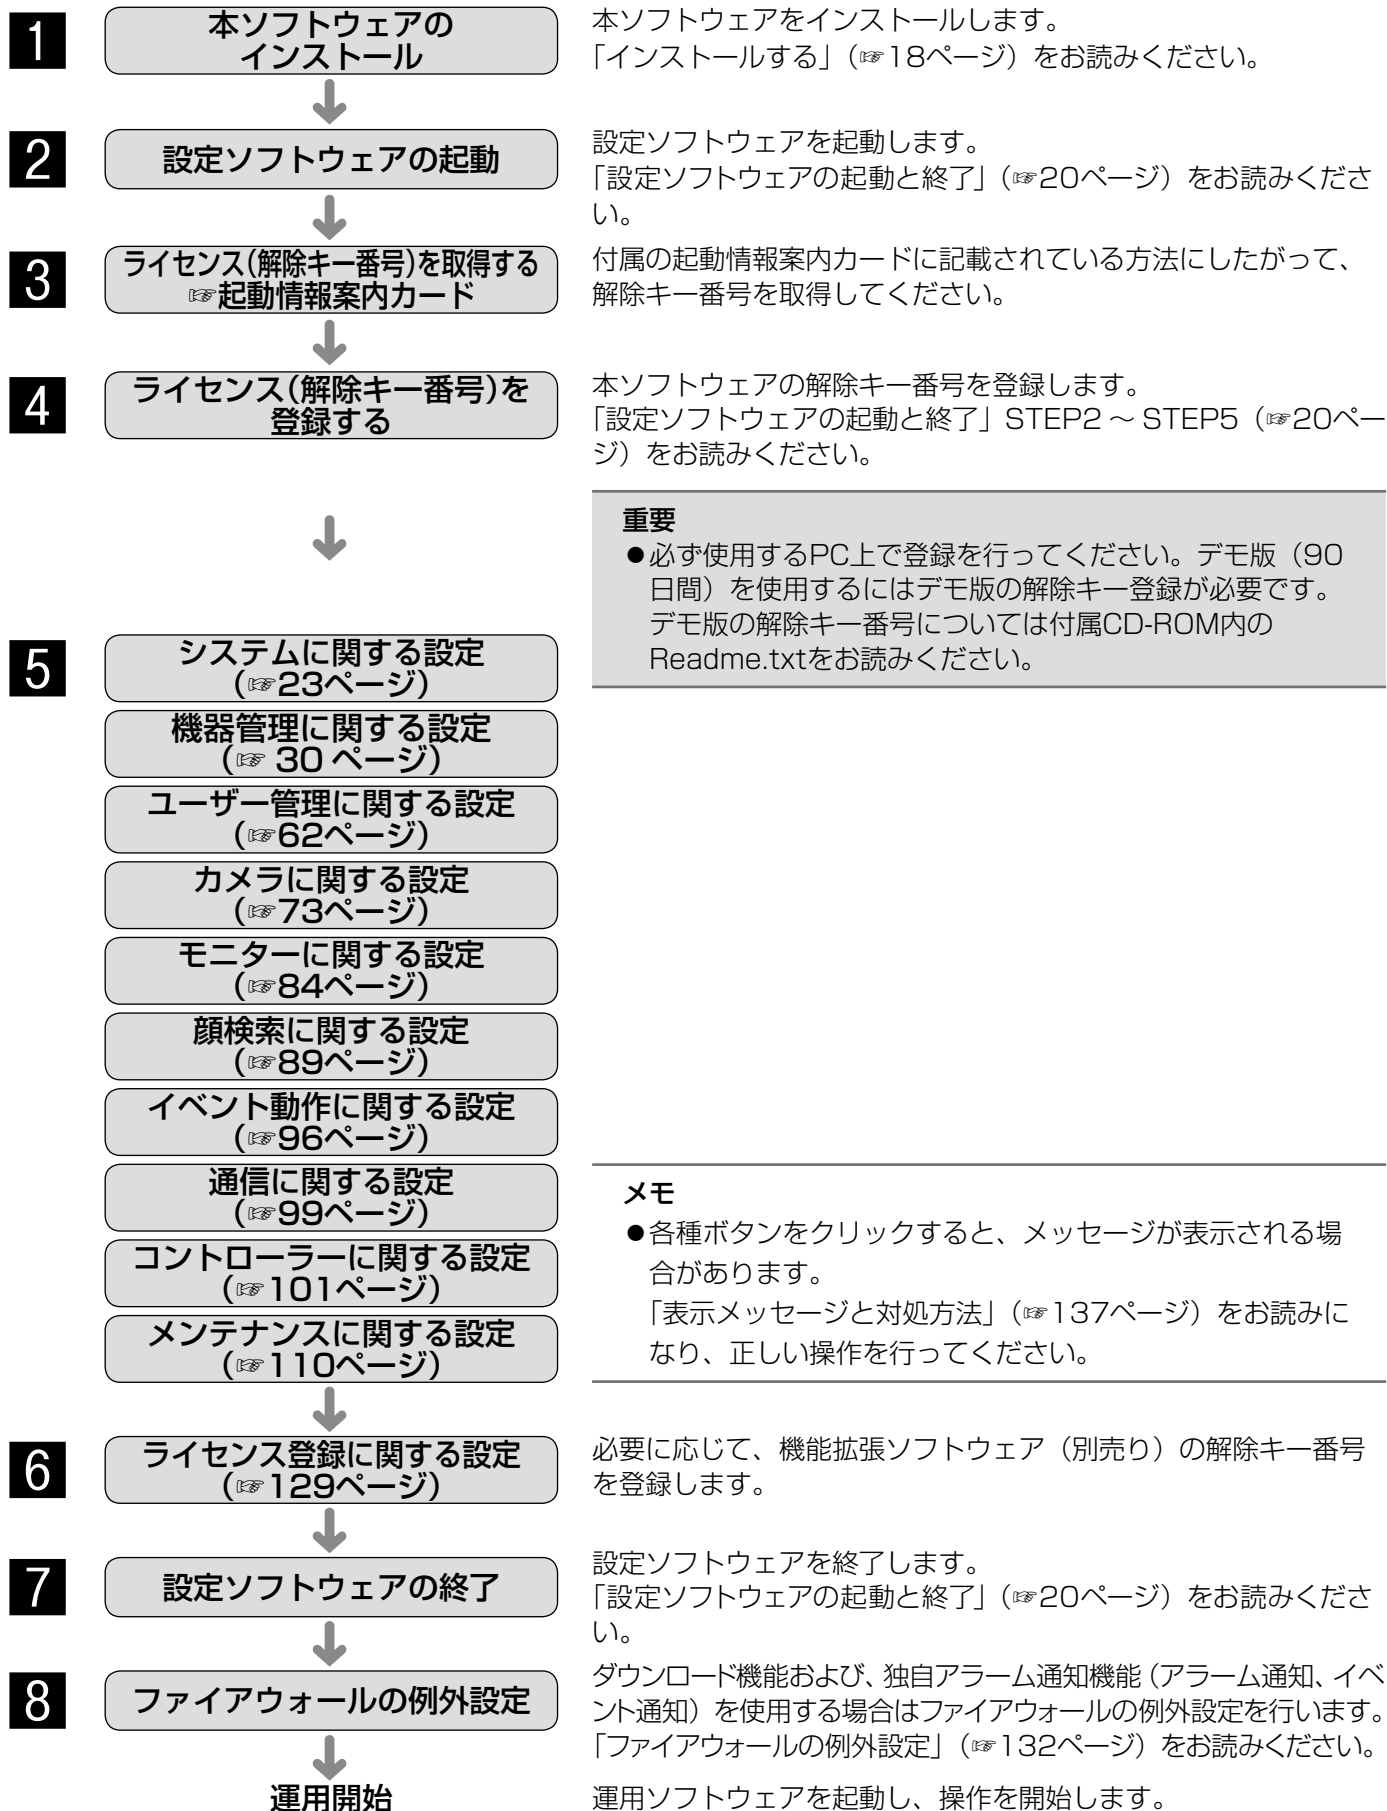 1
本ソフトウェアの
インストール
本ソフトウェアをインストールします。
「インストールする」（☞18ページ）をお読みください。
2
設定ソフトウェアの起動
設定ソフトウェアを起動します。
「設定ソフトウェアの起動と終了」（☞20ページ）をお読みくださ
い。
3
ライセンス（解除キー番号）を取得する
☞起動情報案内カード
付属の起動情報案内カードに記載されている方法にしたがって、
解除キー番号を取得してください。
4
ライセンス（解除キー番号）を
登録する
本ソフトウェアの解除キー番号を登録します。
「設定ソフトウェアの起動と終了」STEP2 ～ STEP5（☞20ペー
ジ）をお読みください。
重要
●必ず使用するPC上で登録を行ってください。デモ版（90
日間）を使用するにはデモ版の解除キー登録が必要です。
デモ版の解除キー番号については付属CD-ROM内の
Readme.txtをお読みください。
5
システムに関する設定
（☞23ページ）
機器管理に関する設定
（☞ 30 ページ）
ユーザー管理に関する設定
（☞62ページ）
カメラに関する設定
（☞73ページ）
モニターに関する設定
（☞84ページ）
顔検索に関する設定
（☞89ページ）
イベント動作に関する設定
（☞96ページ）
通信に関する設定
（☞99ページ）
コントローラーに関する設定
（☞101ページ）
メンテナンスに関する設定
（☞110ページ）
メモ
●各種ボタンをクリックすると、メッセージが表示される場
合があります。
「表示メッセージと対処方法」（☞137ページ）をお読みに
なり、正しい操作を行ってください。
6
ライセンス登録に関する設定
（☞129ページ）
必要に応じて、機能拡張ソフトウェア（別売り）の解除キー番号
を登録します。
7
設定ソフトウェアの終了
設定ソフトウェアを終了します。
「設定ソフトウェアの起動と終了」（☞20ページ）をお読みくださ
い。
8
ファイアウォールの例外設定
ダウンロード機能および、独自アラーム通知機能（アラーム通知、イベ
ント通知）を使用する場合はファイアウォールの例外設定を行います。
「ファイアウォールの例外設定」（☞132ページ）をお読みください。
運用開始
運用ソフトウェアを起動し、操作を開始します。